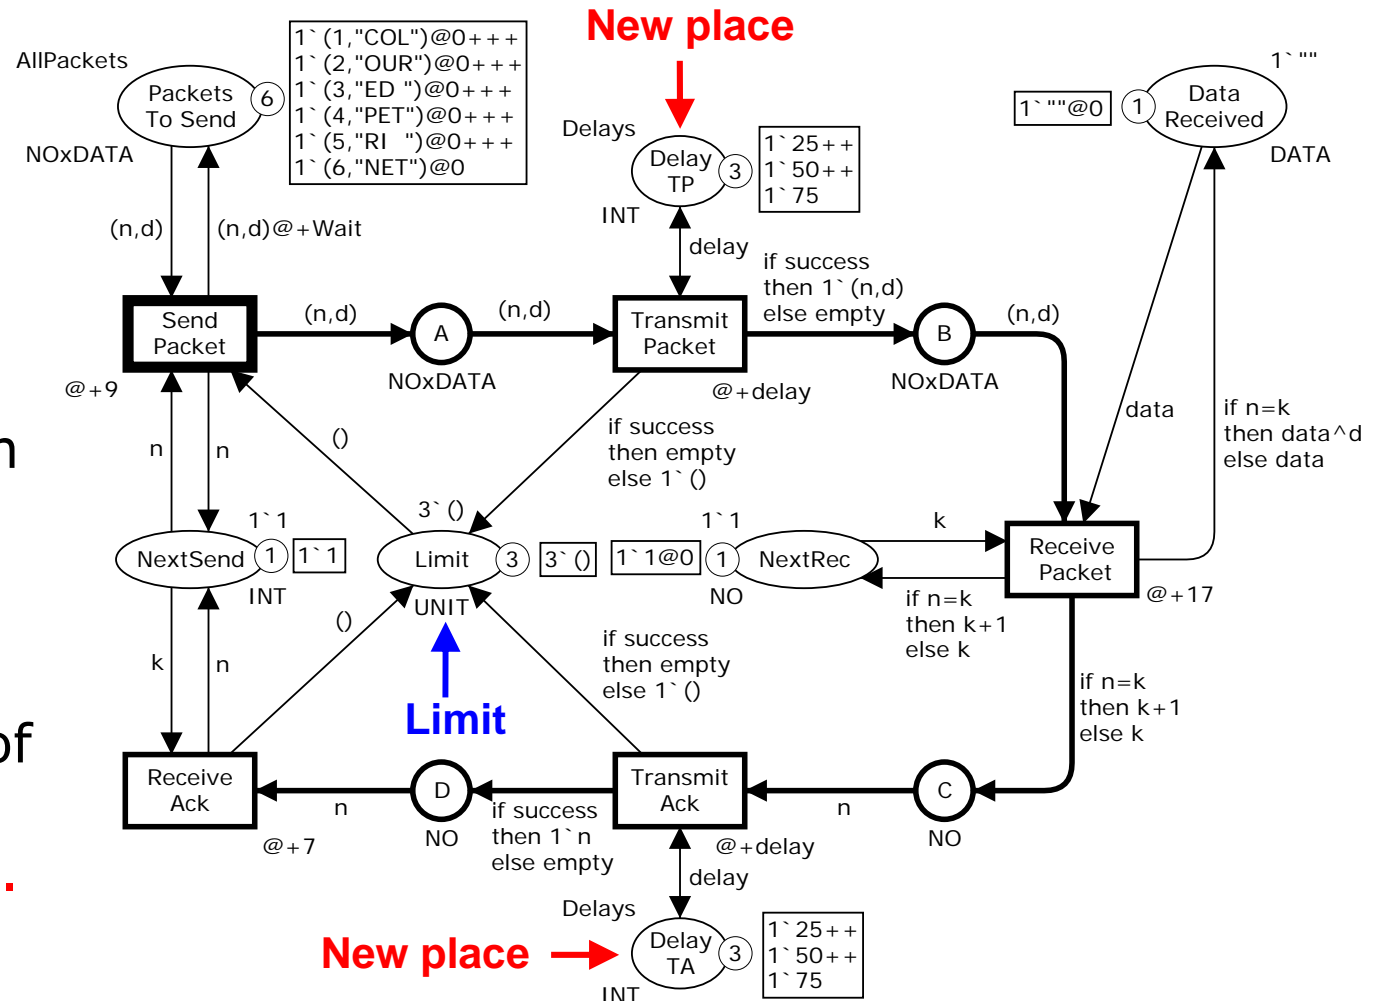 New place
AllPackets
1`(1,"COL")@0+++
1`(2,"OUR")@0+++
1`(3,"ED ")@0+++
1`(4,"PET")@0+++
1`(5,"RI  ")@0+++
1`(6,"NET")@0
Packets
To Send
6
NOxDATA
Delays
Delay
TP
3
1`25++
1`50++
1`75
INT
1`""
1`""@0
1
Data
Received
DATA
(n,d)
(n,d)@+Wait
delay
if success
then 1`(n,d)
else empty
Send
Packet
@+9
(n,d)
A
NOxDATA
(n,d)
Transmit
Packet
@+delay
B
NOxDATA
(n,d)
data
if n=k
then data^d
else data
n
n
()
if success
then empty
else 1`()
n
1`1
NextSend
1
1`1
INT
3`()
Limit
3
3`()
UNIT
Limit
1`1
1`1@0
1
NextRec
NO
k
if n=k
then k+1
else k
Receive
Packet
@+17
k
n
()
if success
then empty
else 1`()
if n=k
then k+1
else k
of
Receive
Ack
@+7
n
D
NO
if success
then 1`n
else empty
Transmit
Ack
@+delay
n
C
NO
.
delay
Delays
New place
Delay
TA
3
1`25++
1`50++
1`75
INT